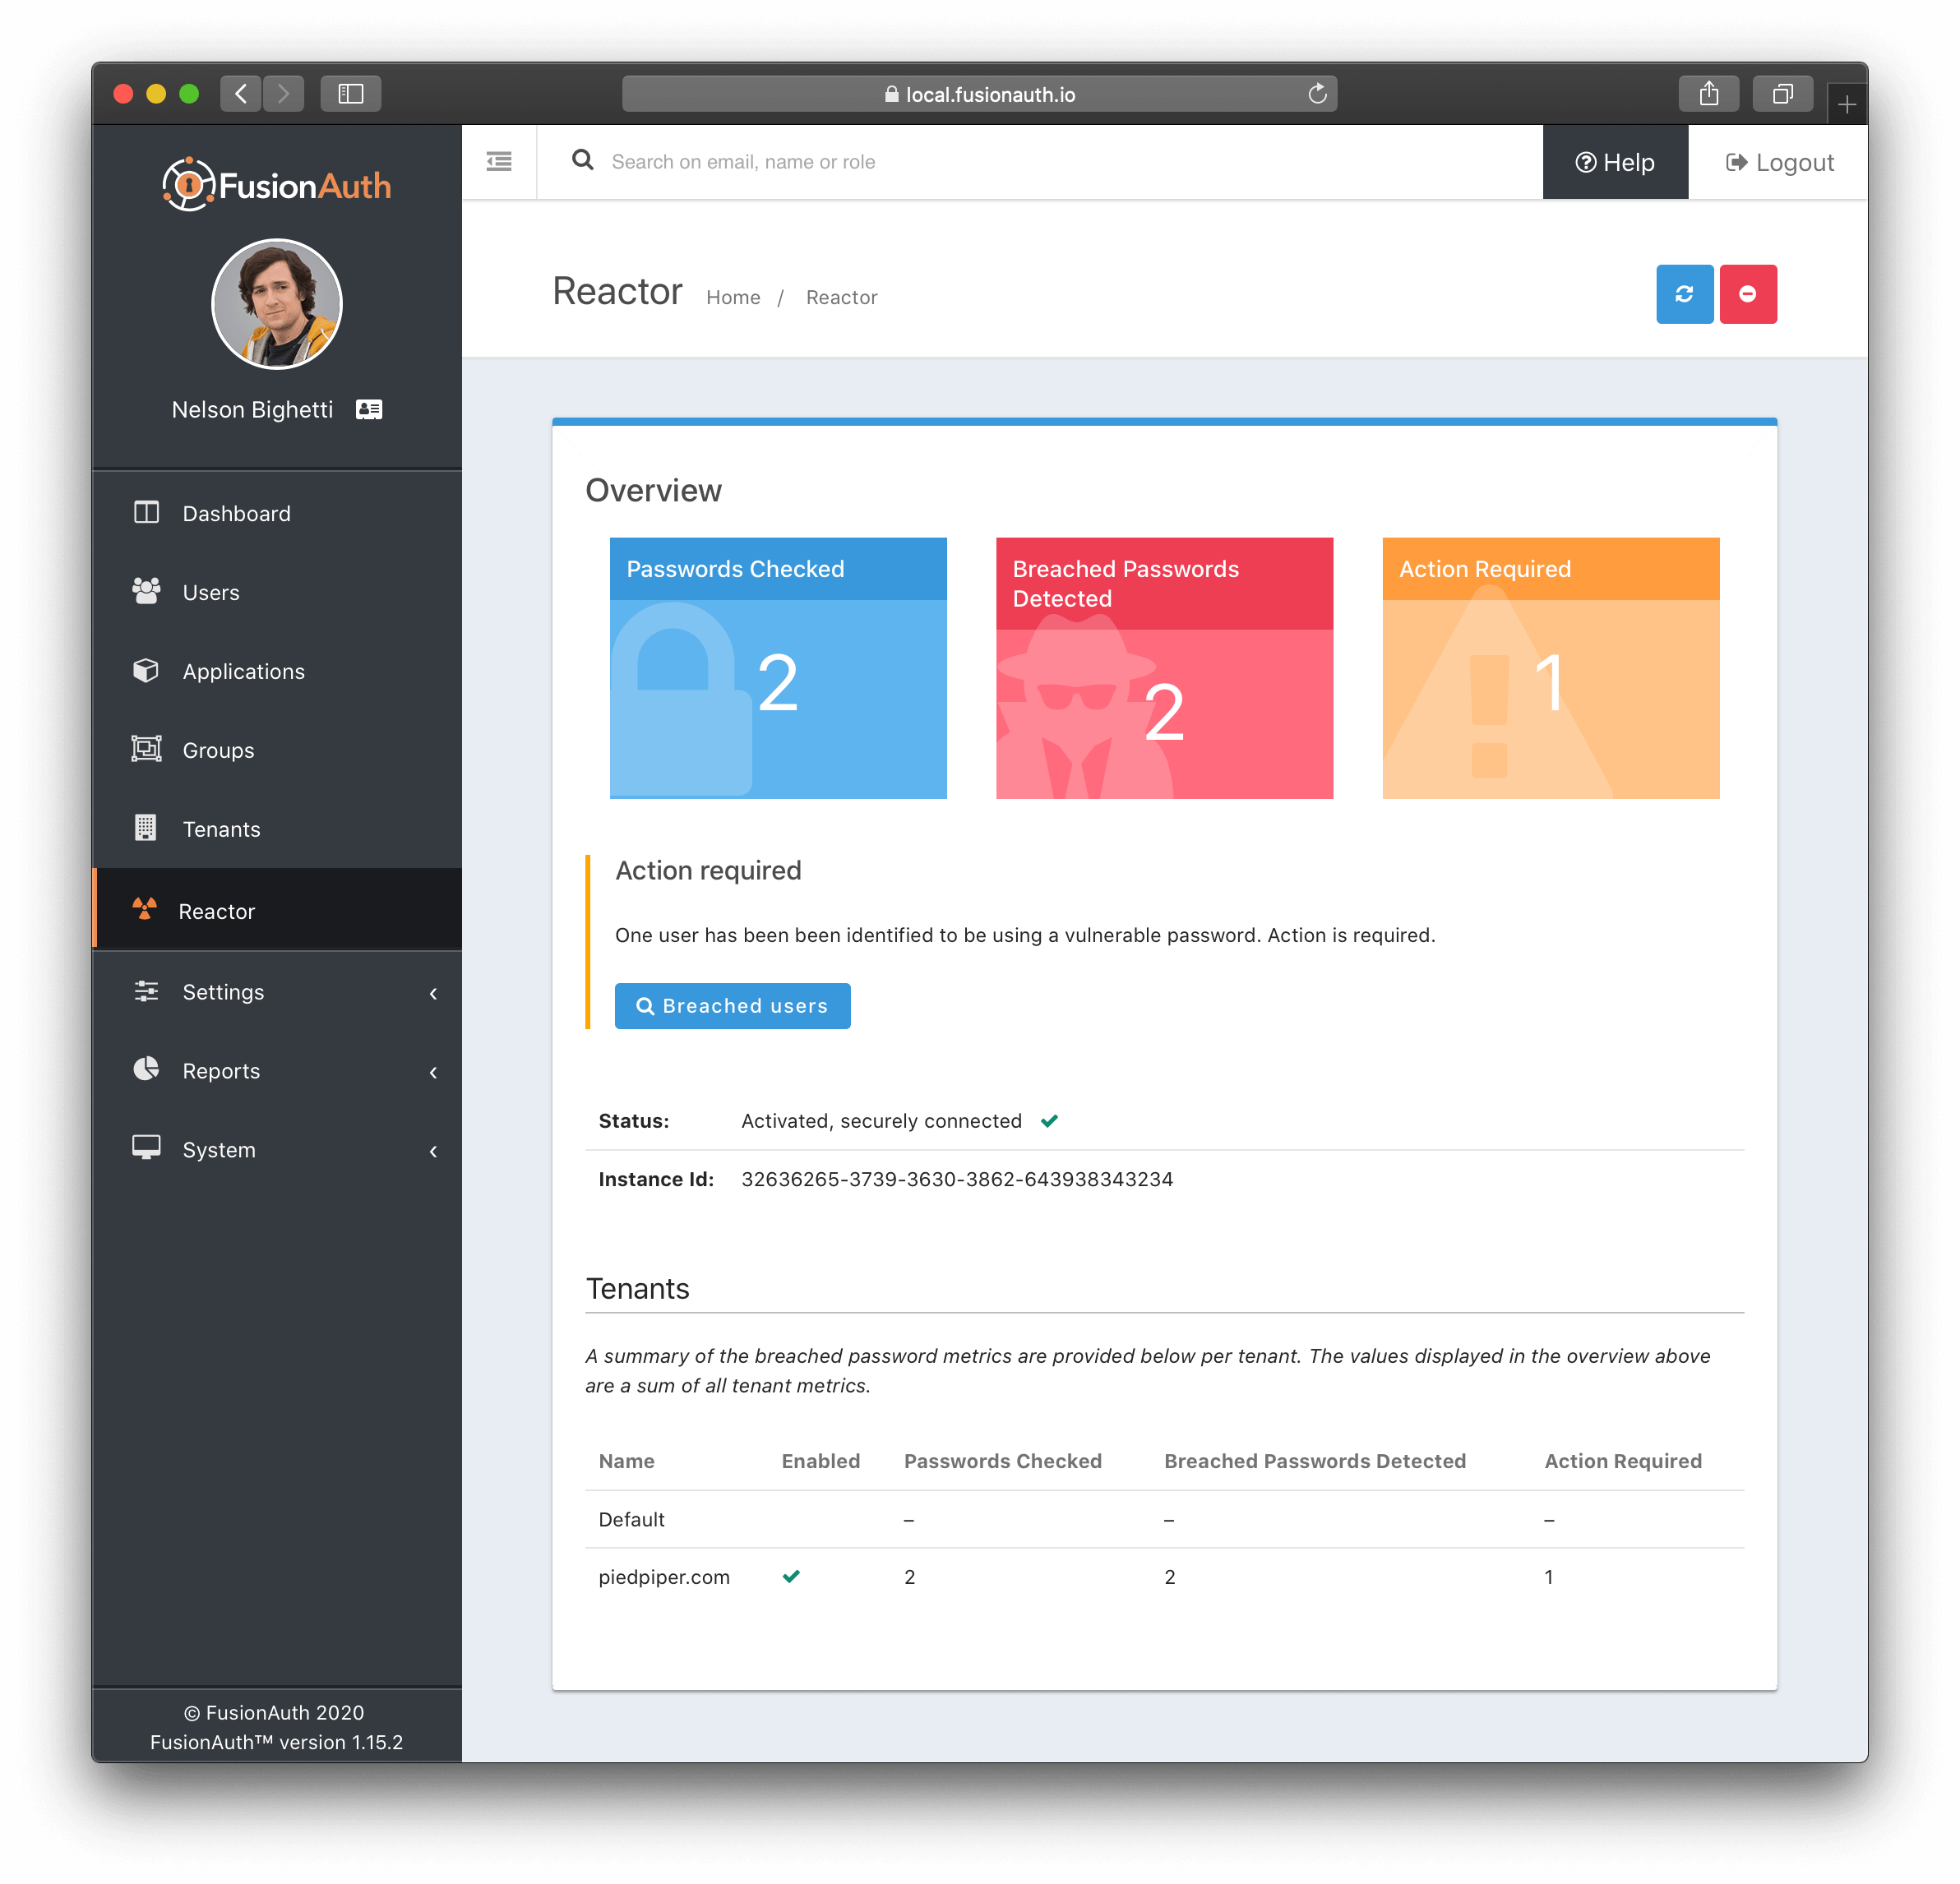 local.fusionauth.io
FusionAuth
Search on email, name or role
Help
Logout
Nelson Bighetti
Dashboard
Users
Applications
Groups
Tenants
Reactor
Settings
Reports
System
© FusionAuth 2020
FusionAuth™ version 1.15.2
Reactor Home / Reactor
Overview
Passwords Checked
2
Breached Passwords
Detected
2
Action Required
1
Action required
One user has been been identified to be using a vulnerable password. Action is required.
Breached users
Status: Activated, securely connected
Instance Id: 32636265-3739-3630-3862-643938343234
Tenants
A summary of the breached password metrics are provided below per tenant. The values displayed in the overview above
are a sum of all tenant metrics.
Name Enabled Passwords Checked Breached Passwords Detected Action Required
Default – – –
piedpiper.com 2 2 1